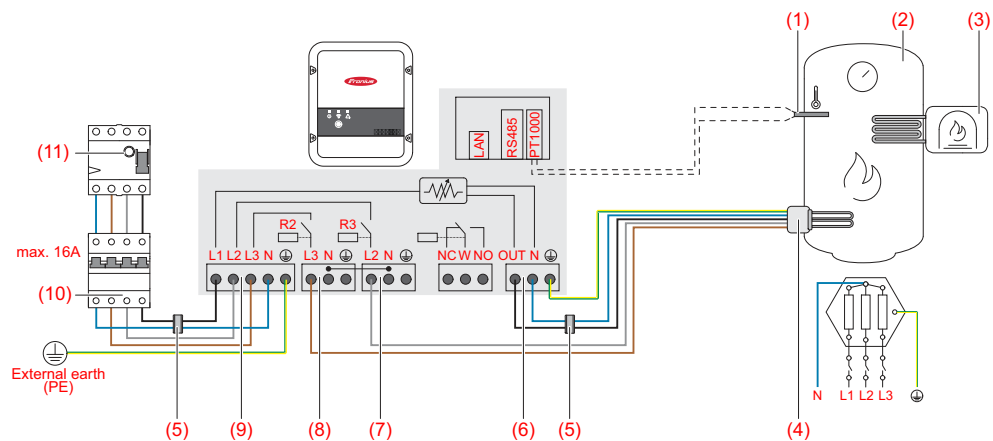 (1)
(2)
(3)
Fronius
(11)
LAN
RS485
PT1000
max. 16A
R2
R3
L1 L2 L3 N
L3 N
L2 N
NC W NO
OUT N
(10)
External earth
(PE)
N
L1 L2 L3
(5)
(9)
(8)
(7)
(6)
(5)
(4)